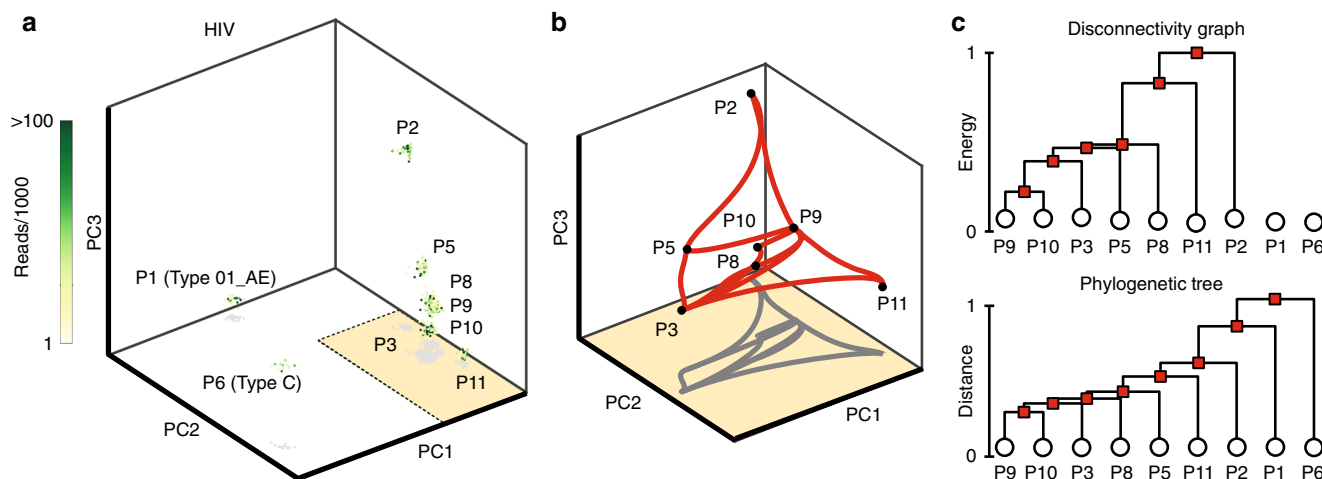 a
HIV
>100
Reads/1000
1
PC3
P2
P5
P8
P1 (Type 01_AE)
P9
P10
P3
P6 (Type C)
P11
PC2
PC1
b
P2
PC3
P10
P9
P5
P8
P11
P3
PC2
PC1
c
Disconnectivity graph
1
Energy
0
P9 P10 P3 P5 P8 P11 P2 P1 P6
Phylogenetic tree
1
Distance
0
P9 P10 P3 P8 P5 P11 P2 P1 P6